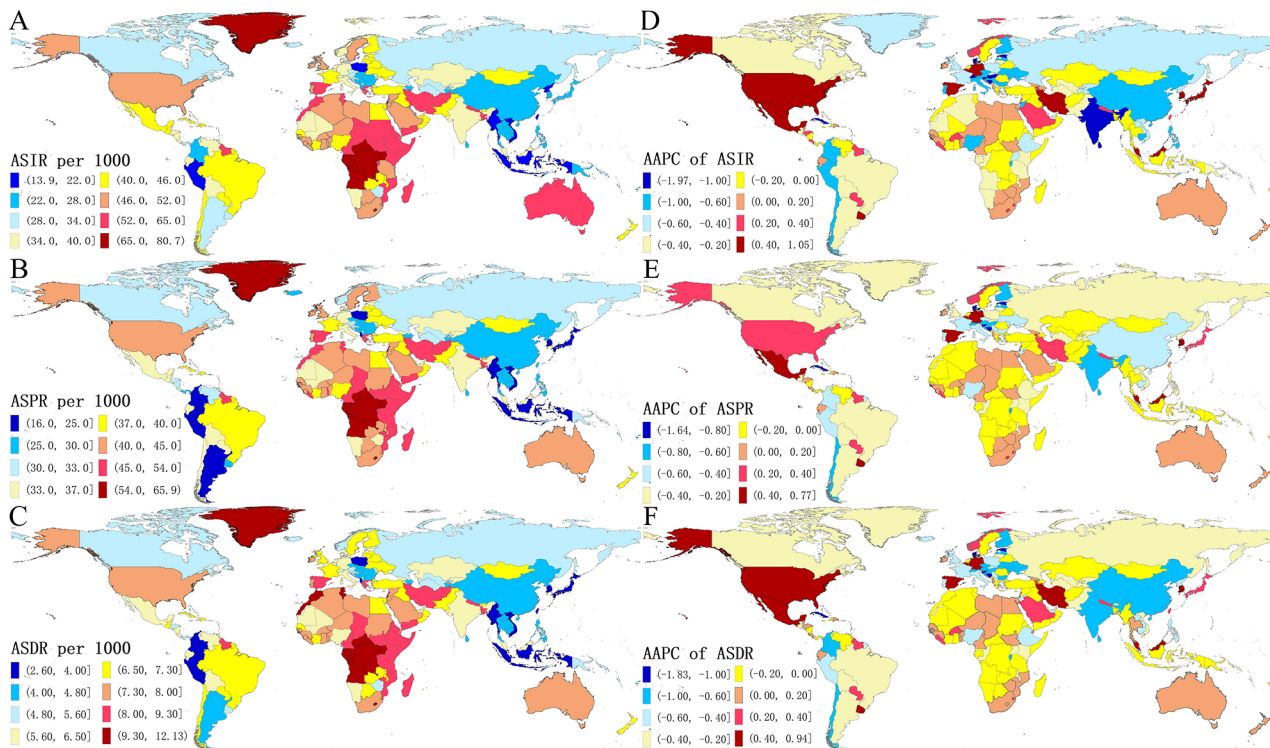 A
ASIR per 1000
(13.9, 22.0] (40.0, 46.0]
(22.0, 28.0] (46.0, 52.0]
(28.0, 34.0] (52.0, 65.0]
(34.0, 40.0] (65.0, 80.7]
D
AAPC of ASIR
(-1.97, -1.00] (-0.20, 0.00]
(-1.00, -0.60] (0.00, 0.20]
(-0.60, -0.40] (0.20, 0.40]
(-0.40, -0.20] (0.40, 1.05]
B
ASPR per 1000
(16.0, 25.0] (37.0, 40.0]
(25.0, 30.0] (40.0, 45.0]
(30.0, 33.0] (45.0, 54.0]
(33.0, 37.0] (54.0, 65.9]
E
AAPC of ASPR
(-1.64, -0.80] (-0.20, 0.00]
(-0.80, -0.60] (0.00, 0.20]
(-0.60, -0.40] (0.20, 0.40]
(-0.40, -0.20] (0.40, 0.77]
C
ASDR per 1000
(2.60, 4.00] (6.50, 7.30]
(4.00, 4.80] (7.30, 8.00]
(4.80, 5.60] (8.00, 9.30]
(5.60, 6.50] (9.30, 12.13]
F
AAPC of ASDR
(-1.83, -1.00] (-0.20, 0.00]
(-1.00, -0.60] (0.00, 0.20]
(-0.60, -0.40] (0.20, 0.40]
(-0.40, -0.20] (0.40, 0.94]